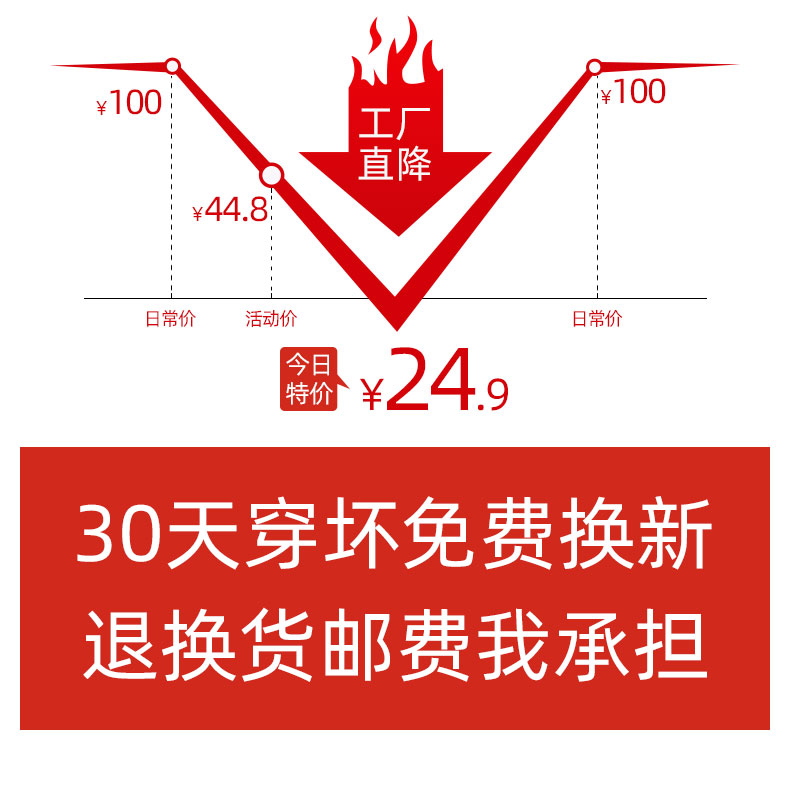 工厂
直降
¥100
¥100
¥44.8
日常价
活动价
日常价
今日
特价
¥24.9
30天穿坏免费换新
退换货邮费我承担